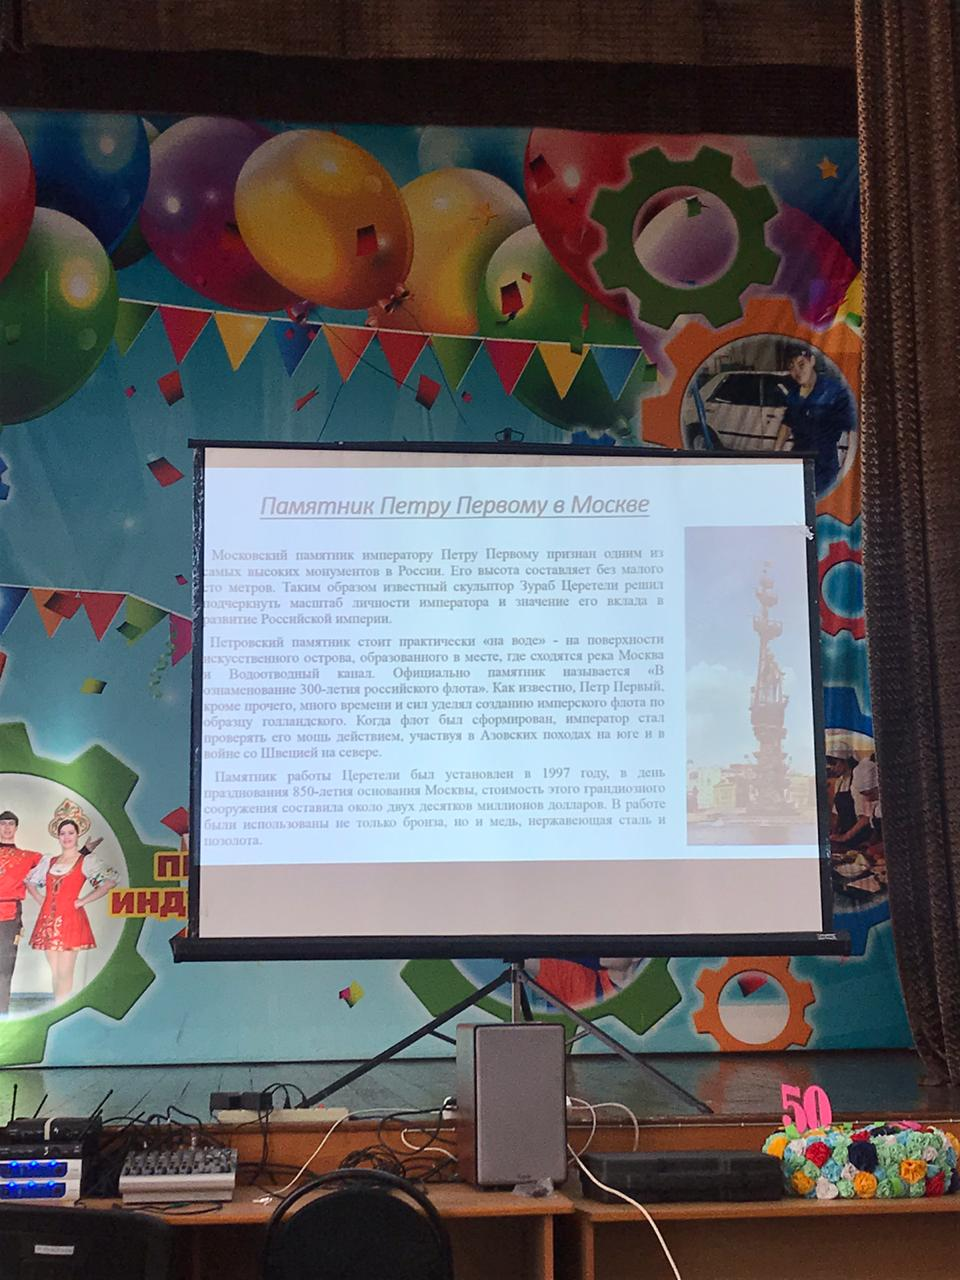 Памятник Петру Первому в Москве
Московский памятник императору Петру Первому признан одним из
самых высоких монументов в России. Его высота составляет без малого
сто метров. Таким образом известный скульптор Зураб Церетели решил
подчеркнуть масштаб личности императора и значение его вклада в
развитие Российской империи.
Петровский памятник стоит практически «на воде» - на поверхности
искусственного острова, образованного в месте, где сходятся река Москва
и Водоотводный канал. Официально памятник называется «В
ознаменование 300-летия российского флота». Как известно, Петр Первый,
кроме прочего, много времени и сил уделял созданию имперского флота по
образцу голландского. Когда флот был сформирован, император стал
проверять его мощь действием, участвуя в Азовских походах на юге и в
войне со Швецией на севере.
Памятник работы Церетели был установлен в 1997 году, в день
празднования 850-летия основания Москвы, стоимость этого грандиозного
сооружения составила около двух десятков миллионов долларов. В работе
были использованы не только бронза, но и медь, нержавеющая сталь и
позолота.
50